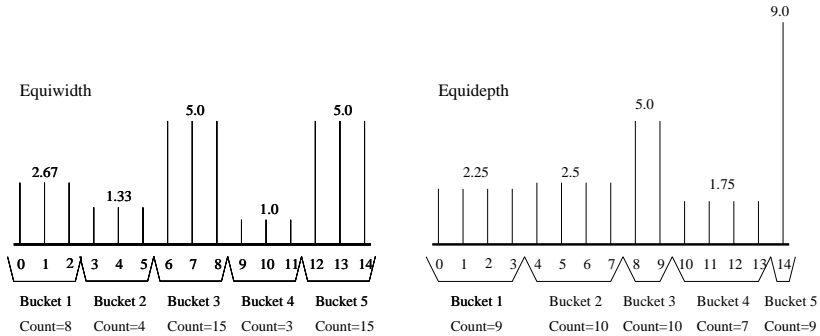 9.0
Equiwidth
Equidepth
5.0
5.0
5.0
2.67
2.25
2.5
1.33
1.75
1.0
0 1 2 3 4 5 6 7 8 9 10 11 12 13 14
0 1 2 3 4 5 6 7 8 9 10 11 12 13 14
Bucket 1 Bucket 2 Bucket 3 Bucket 4 Bucket 5
Bucket 1 Bucket 2 Bucket 3 Bucket 4 Bucket 5
Count=8 Count=4 Count=15 Count=3 Count=15
Count=9 Count=10 Count=10 Count=7 Count=9